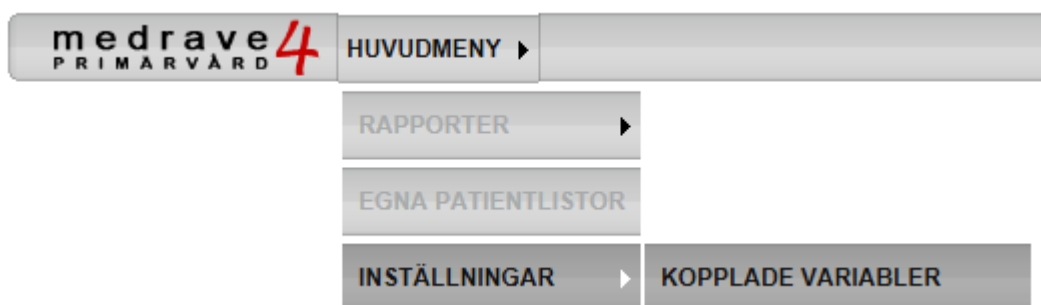 medrave4
PRIMÄRVÅRD
HUVUDMENY
RAPPORTER
EGNA PATIENTLISTOR
INSTÄLLNINGAR
KOPPLADE VARIABLER